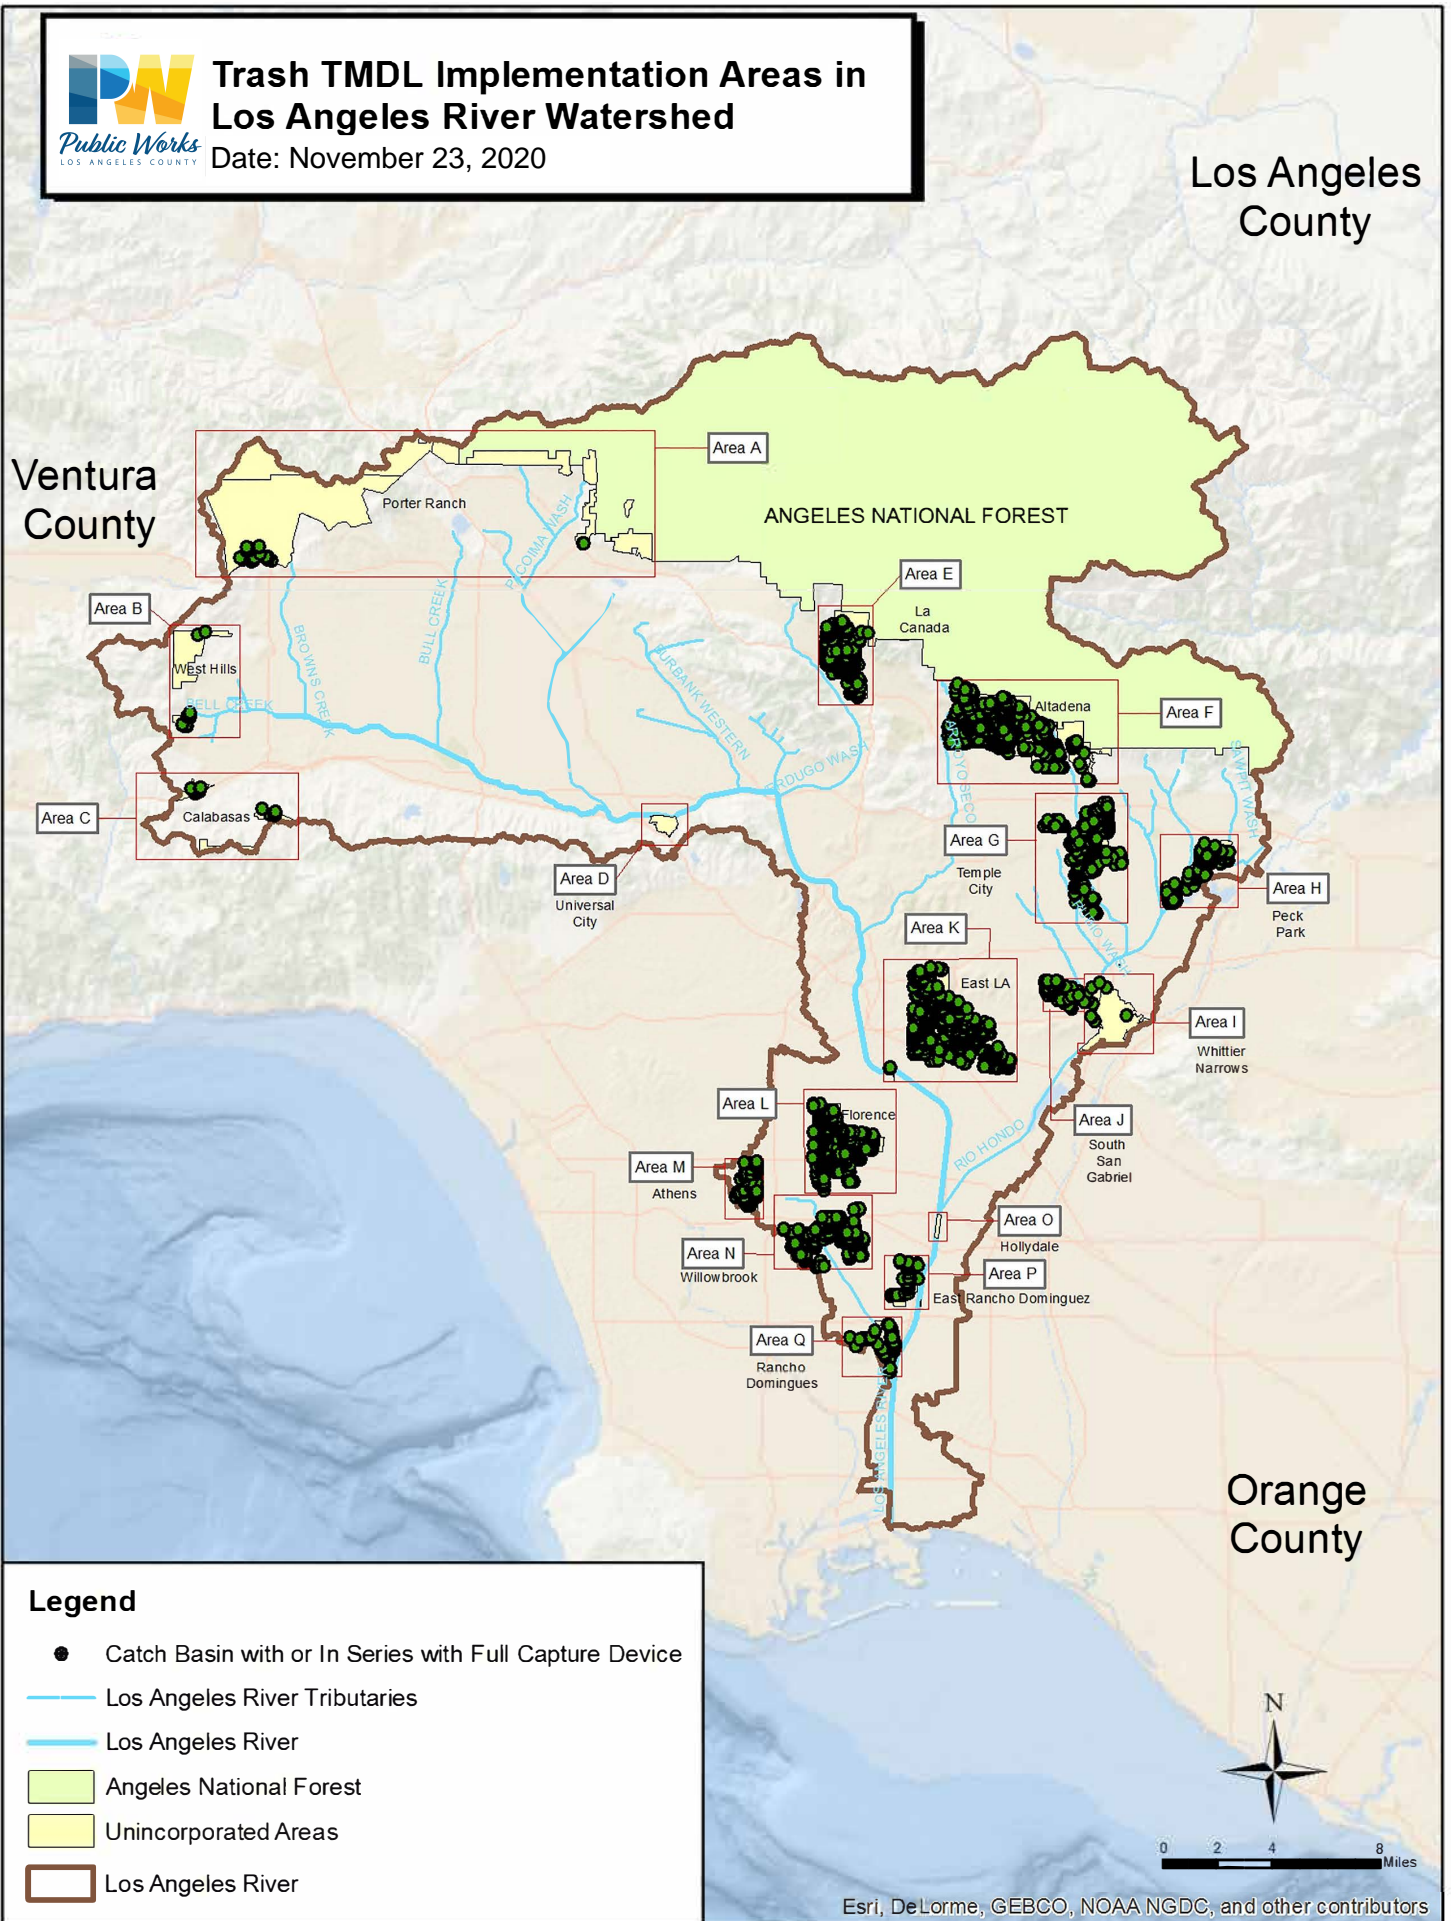 Trash TMDL Implementation Areas in
Los Angeles River Watershed
Date: November 23, 2020
PW
Public Works
LOS ANGELES COUNTY
Los Angeles
County
Ventura
County
Area A
Porter Ranch
ANGELES NATIONAL FOREST
PACOIMA WASH
Area E
La
Canada
Area B
West Hills
BULL CREEK
BROWNS CREEK
BELL CREEK
BURBANK WESTERN
Altadena
Area F
ARROYO SECO
SAWPIT WASH
Area C
Calabasas
Area D
Universal
City
Area G
Temple
City
Area H
Peck
Park
Area K
East LA
Area I
Whittier
Narrows
Area L
Florence
RIO HONDO
Area J
South
San
Gabriel
Area M
Athens
Area O
Hollydale
Area N
Willowbrook
Area P
East Rancho Dominguez
Area Q
Rancho
Domingues
LOS ANGELES
Orange
County
Legend
Catch Basin with or In Series with Full Capture Device
Los Angeles River Tributaries
Los Angeles River
Angeles National Forest
Unincorporated Areas
Los Angeles River
N
0 2 4 8
Miles
Esri, DeLorme, GEBCO, NOAA NGDC, and other contributors